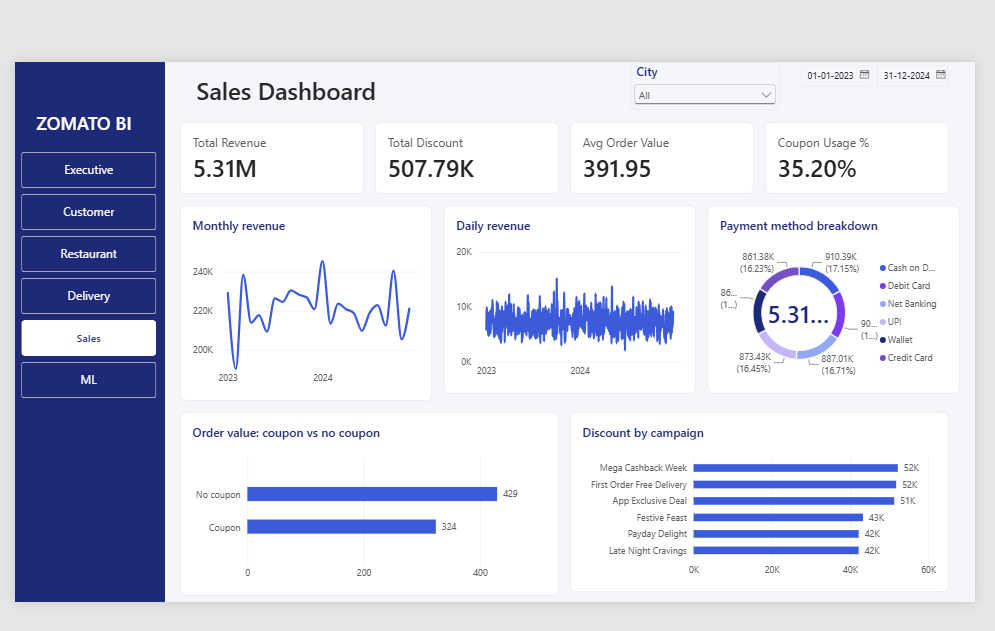 ZOMATO BI
Executive
Customer
Restaurant
Delivery
Sales
ML
Sales Dashboard
City
All
01-01-2023
31-12-2024
Total Revenue
5.31M
Total Discount
507.79K
Avg Order Value
391.95
Coupon Usage %
35.20%
Monthly revenue
240K
220K
200K
2023
2024
Daily revenue
20K
10K
0K
2023
2024
Payment method breakdown
861.38K
(16.23%)
910.39K
(17.15%)
86...
(1...)
5.31...
90...
(1...)
873.43K
(16.45%)
887.01K
(16.71%)
Cash on D...
Debit Card
Net Banking
UPI
Wallet
Credit Card
Order value: coupon vs no coupon
No coupon
429
Coupon
324
0
200
400
Discount by campaign
Mega Cashback Week
52K
First Order Free Delivery
52K
App Exclusive Deal
51K
Festive Feast
43K
Payday Delight
42K
Late Night Cravings
42K
0K
20K
40K
60K